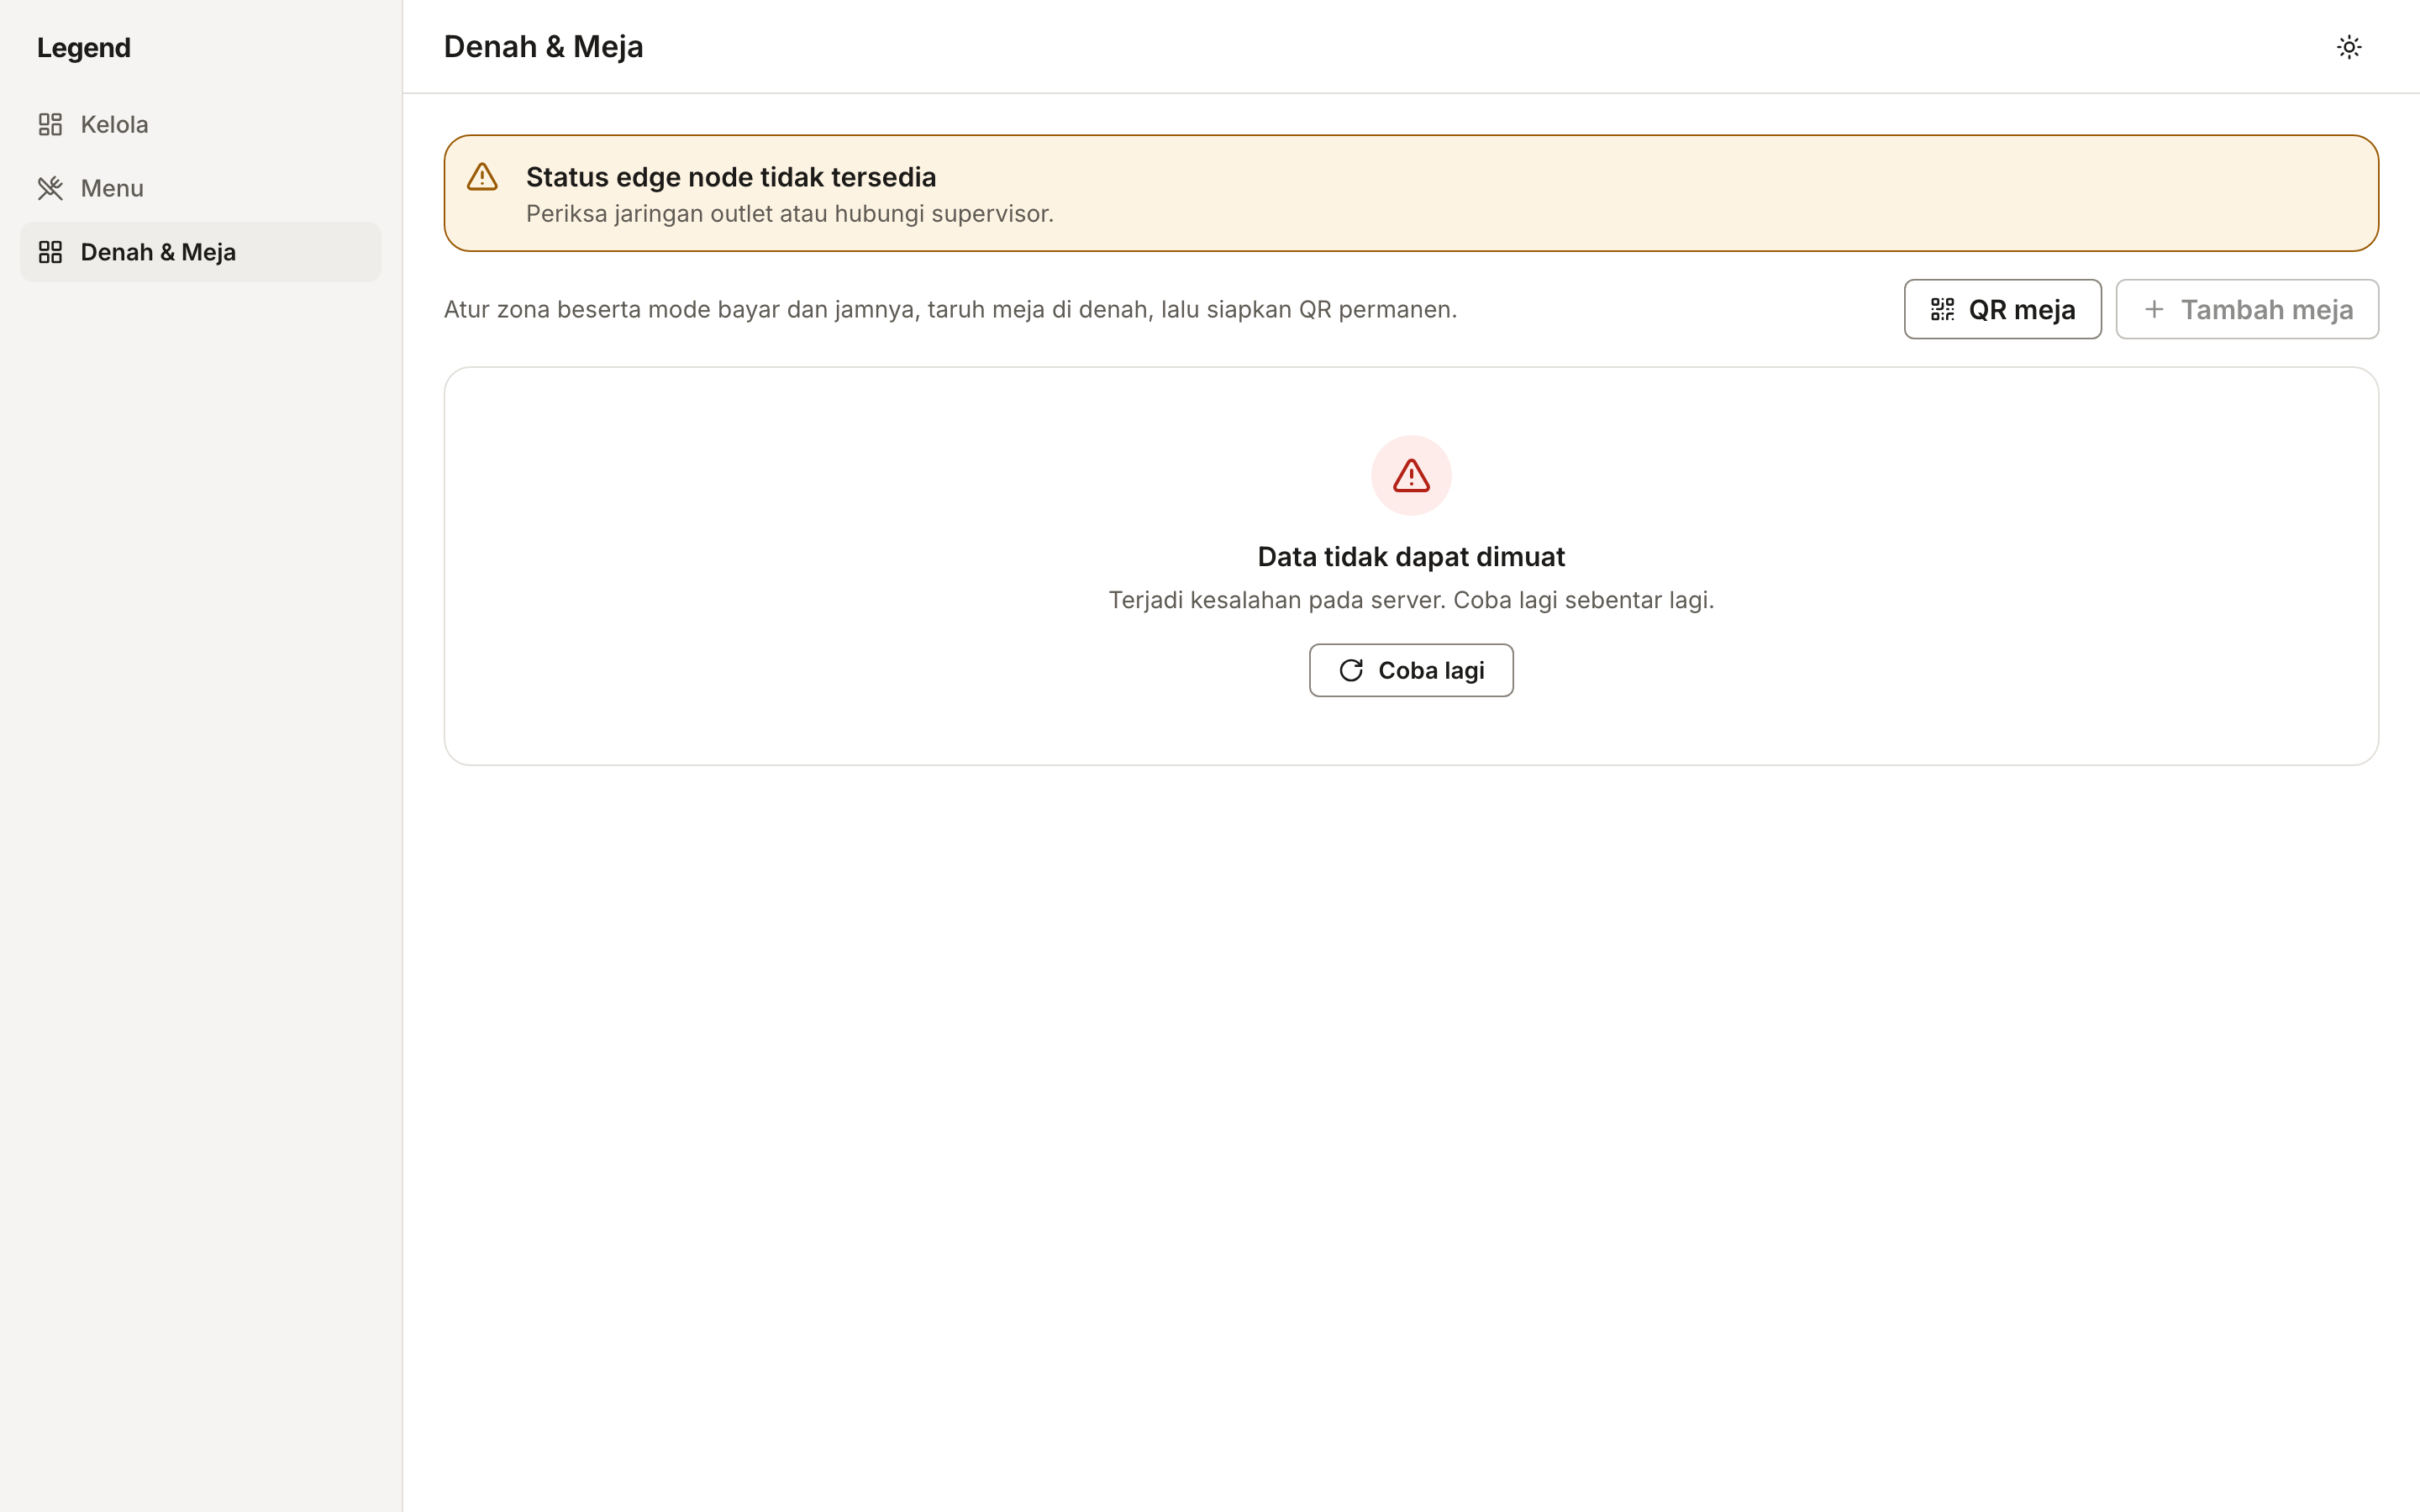 Legend
Kelola
Menu
Denah & Meja
Denah & Meja
Status edge node tidak tersedia
Periksa jaringan outlet atau hubungi supervisor.
Atur zona beserta mode bayar dan jamnya, taruh meja di denah, lalu siapkan QR permanen.
QR meja
Tambah meja
Data tidak dapat dimuat
Terjadi kesalahan pada server. Coba lagi sebentar lagi.
Coba lagi